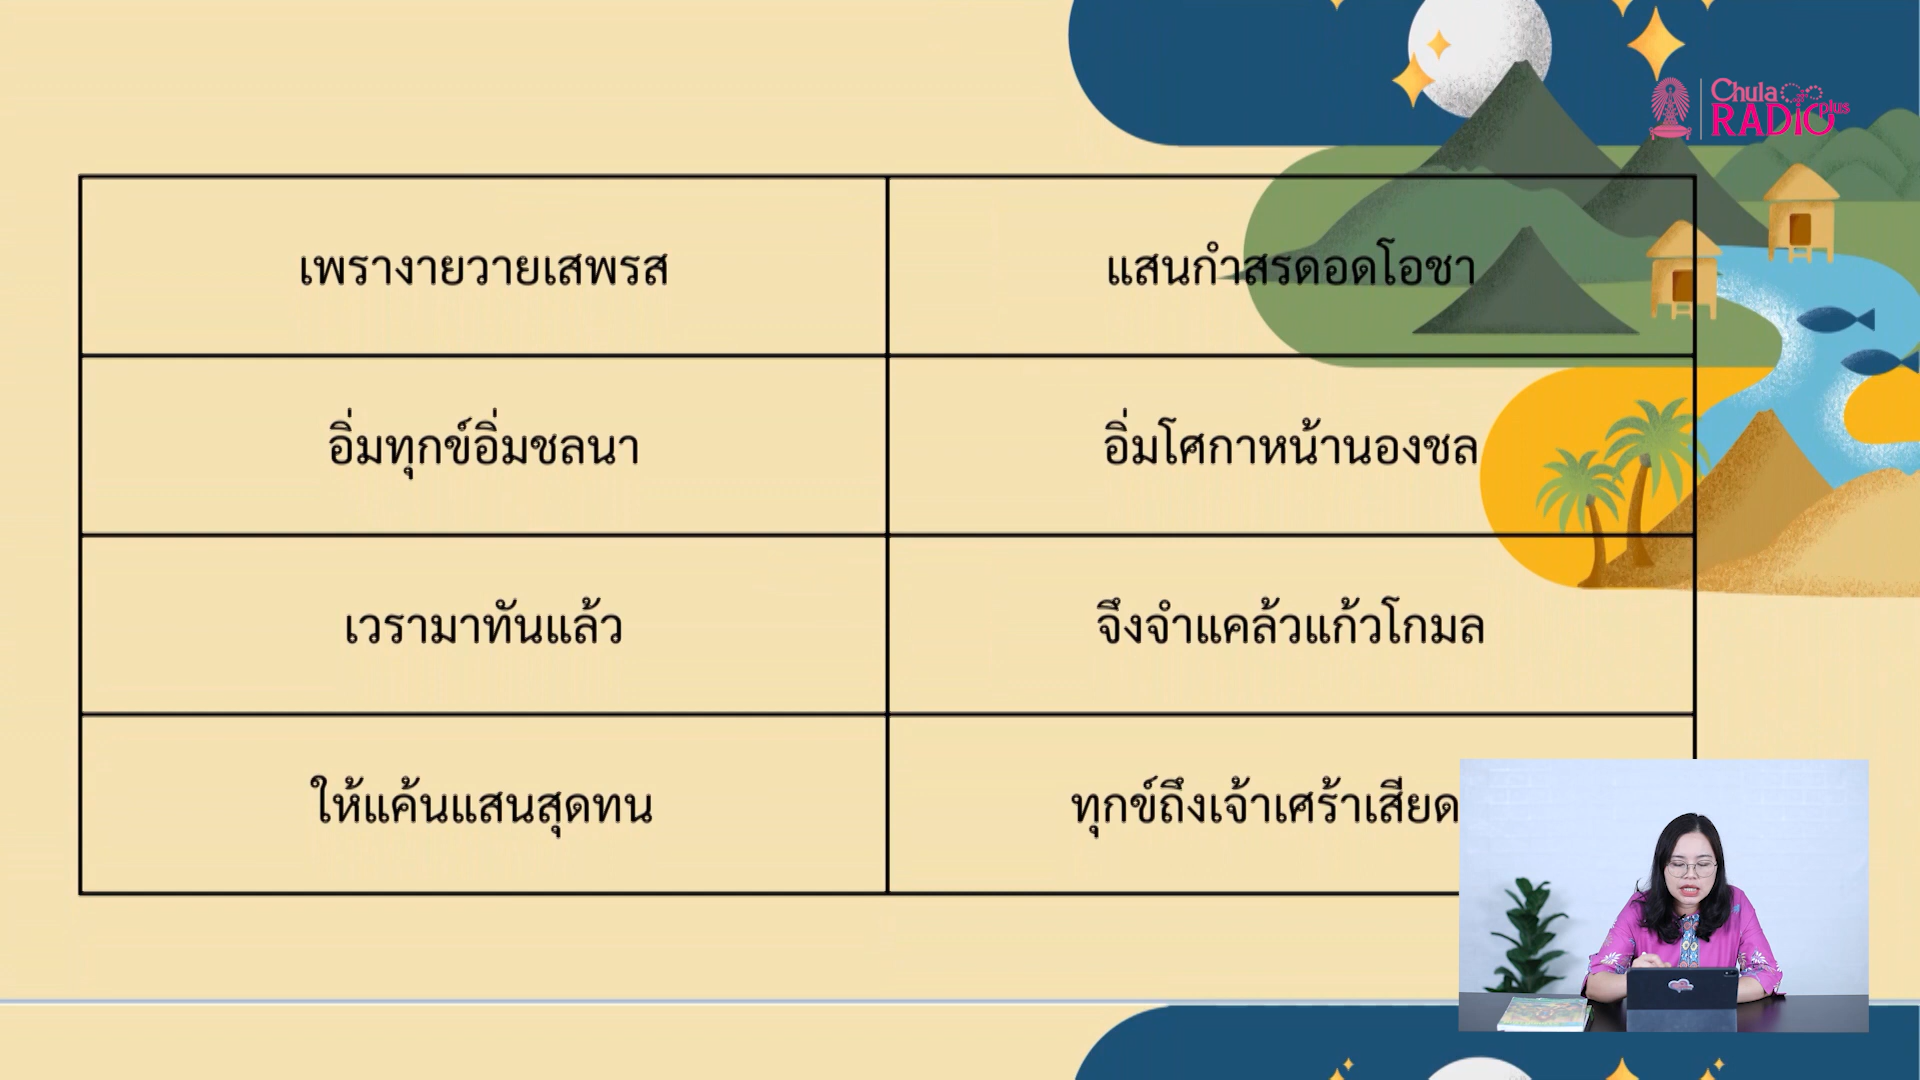 Chula
RADIO plus
เพรางายวายเสพรส
แสนกำสรดอดโอชา
อิ่มทุกข์อิ่มชลนา
อิ่มโศกาหน้านองชล
เวรามาทันแล้ว
จึงจำแคล้วแก้วโกมล
ให้แค้นแสนสุดทน
ทุกข์ถึงเจ้าเศร้าเสียด